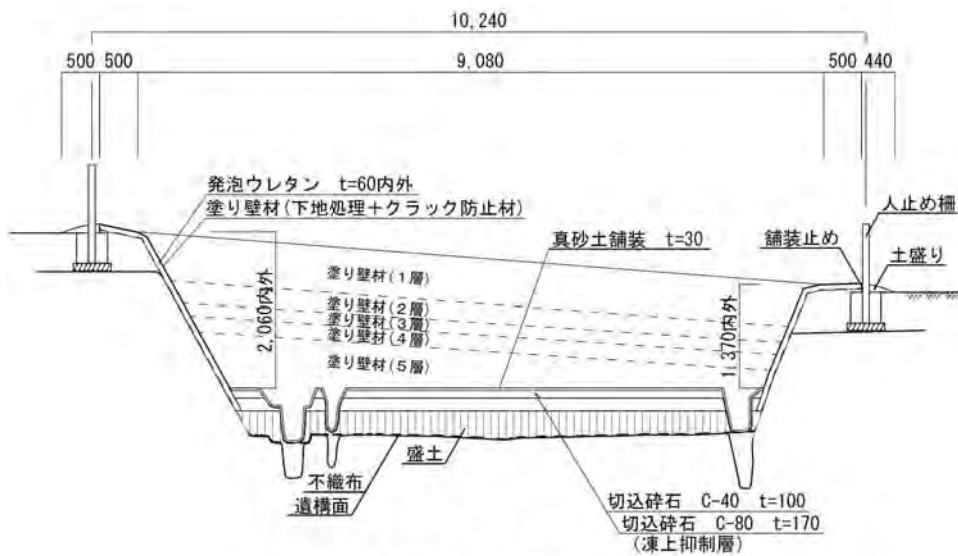 10,240
500 500
9,080
500 440
発泡ウレタン t=60内外
塗り壁材(下地処理+クラック防止材)
人止め柵
真砂土舗装 t=30
舗装止め
土盛り
塗り壁材(1層)
塗り壁材(2層)
塗り壁材(3層)
塗り壁材(4層)
塗り壁材(5層)
2,060内外
1,370内外
盛土
不織布
遺構面
切込砕石 C-40 t=100
切込砕石 C-80 t=170
(凍上抑制層)